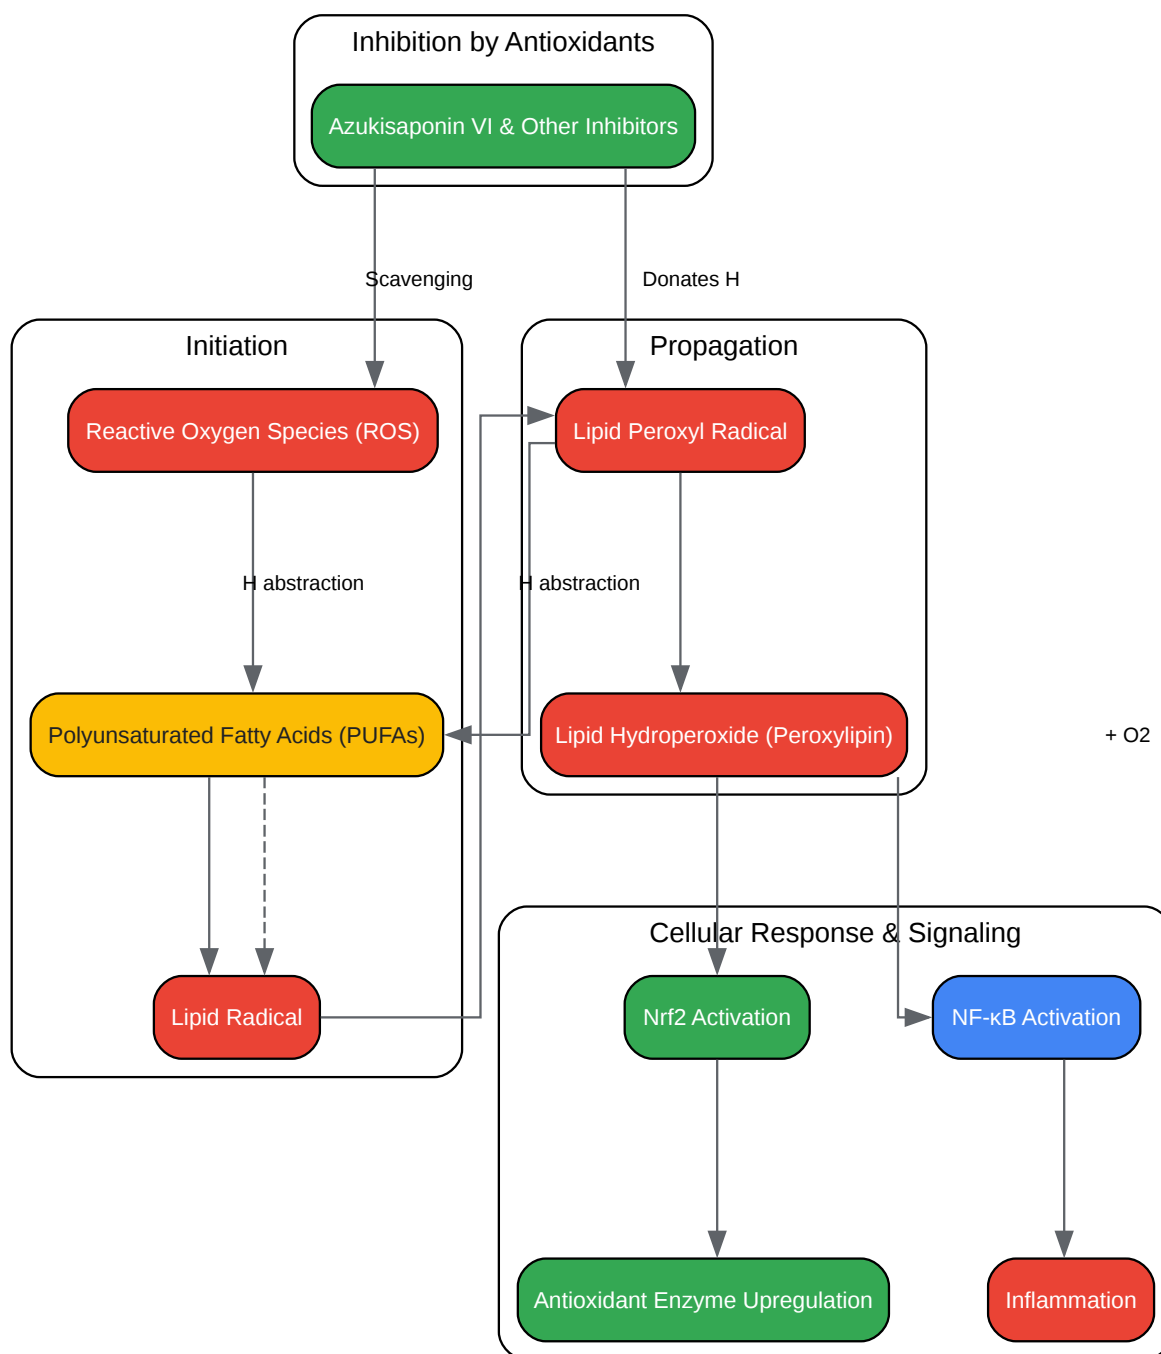 Inhibition by Antioxidants
Azukisaponin VI & Other Inhibitors
Scavenging
Donates H
Initiation
Propagation
Reactive Oxygen Species (ROS)
Lipid Peroxyl Radical
H abstraction
H abstraction
Polyunsaturated Fatty Acids (PUFAs)
Lipid Hydroperoxide (Peroxylipin)
+ O2
Cellular Response & Signaling
Lipid Radical
Nrf2 Activation
NF-κB Activation
Antioxidant Enzyme Upregulation
Inflammation